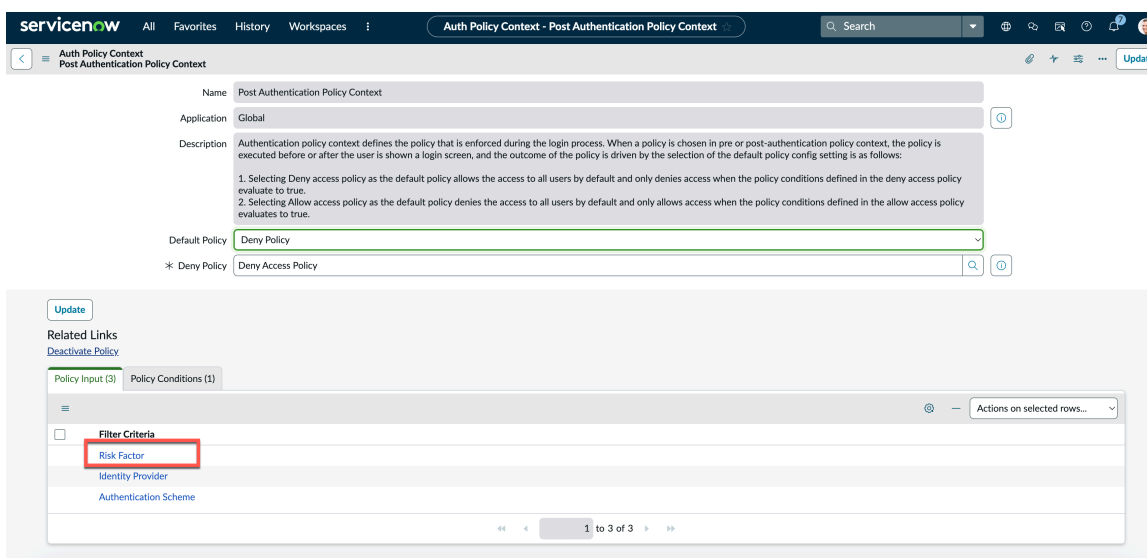 servicenow All Favorites History Workspaces Auth Policy Context - Post Authentication Policy Context Search 7
Auth Policy Context
Post Authentication Policy Context
Name Post Authentication Policy Context
Application Global
Description Authentication policy context defines the policy that is enforced during the login process. When a policy is chosen in pre or post-authentication policy context, the policy is
executed before or after the user is shown a login screen, and the outcome of the policy is driven by the selection of the default policy config setting is as follows:
1. Selecting Deny access policy as the default policy allows the access to all users by default and only denies access when the policy conditions defined in the deny access policy
evaluate to true.
2. Selecting Allow access policy as the default policy denies the access to all users by default and only allows access when the policy conditions defined in the allow access policy
evaluates to true.
Default Policy Deny Policy
Deny Policy Deny Access Policy
Update
Related Links
Deactivate Policy
Policy Input (3) Policy Conditions (1)
Actions on selected rows...
Filter Criteria
Risk Factor
Identity Provider
Authentication Scheme
1 to 3 of 3